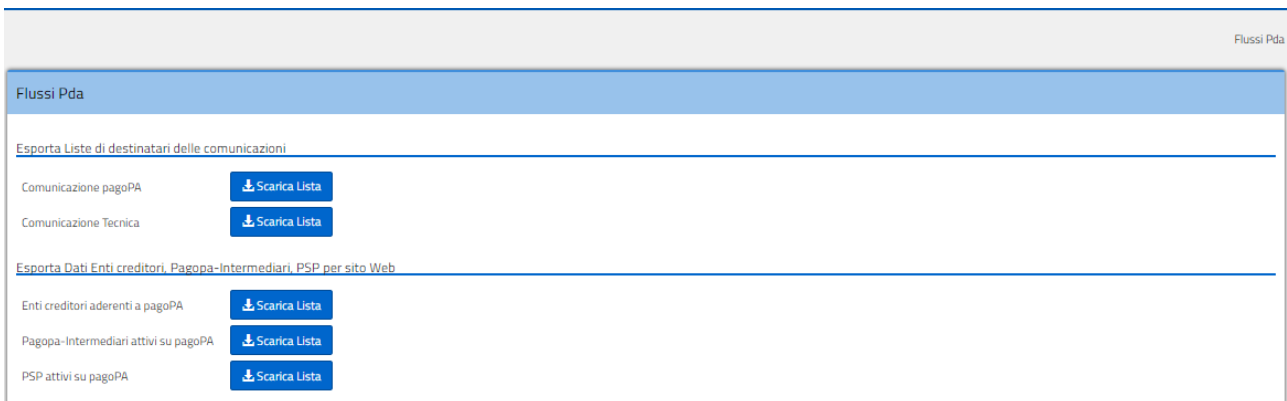 Flussi Pda
Flussi Pda
Esporta Liste di destinatari delle comunicazioni
Comunicazione pagoPA Scarica Lista
Comunicazione Tecnica Scarica Lista
Esporta Dati Enti creditori, Pagopa-Intermediari, PSP per sito Web
Enti creditori aderenti a pagoPA Scarica Lista
Pagopa-Intermediari attivi su pagoPA Scarica Lista
PSP attivi su pagoPA Scarica Lista